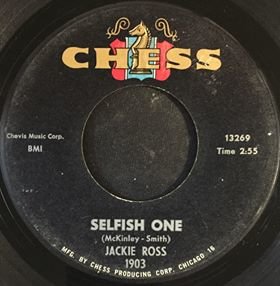 CHESS
Chevis Music Corp.
BMI
13269
Time 2:55
SELFISH ONE
(McKinley - Smith)
JACKIE ROSS
1903
MFG. BY CHESS PRODUCING CORP. CHICAGO, 16